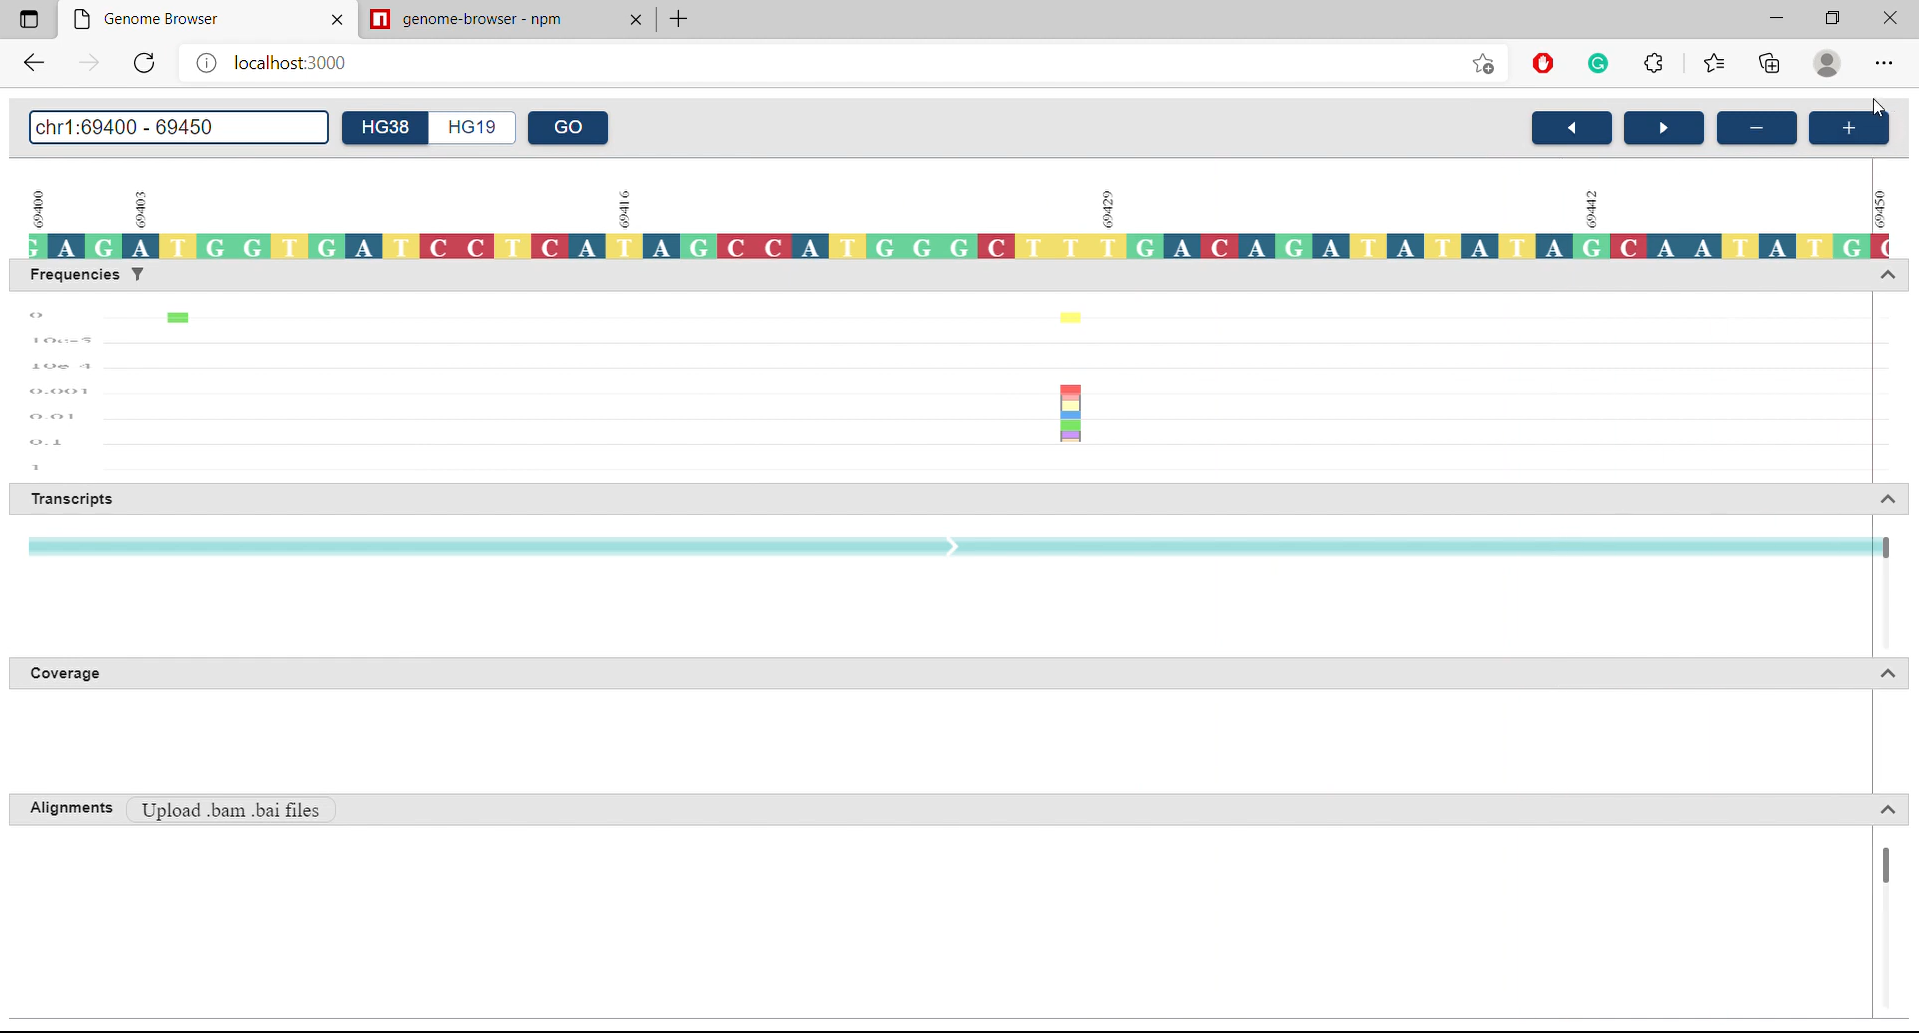 Genome Browser
genome-browser - npm
localhost:3000
chr1:69400 - 69450
HG38
HG19
GO
69400
69403
69416
69429
69442
69450
G A G A T G G T G A T C C T C A T A G C C A T G G G C T T T G A C A G A T A T A T A G C A A T A T G C
Frequencies
0
10e-5
10e-4
0.001
0.01
0.1
1
Transcripts
Coverage
Alignments
Upload .bam .bai files